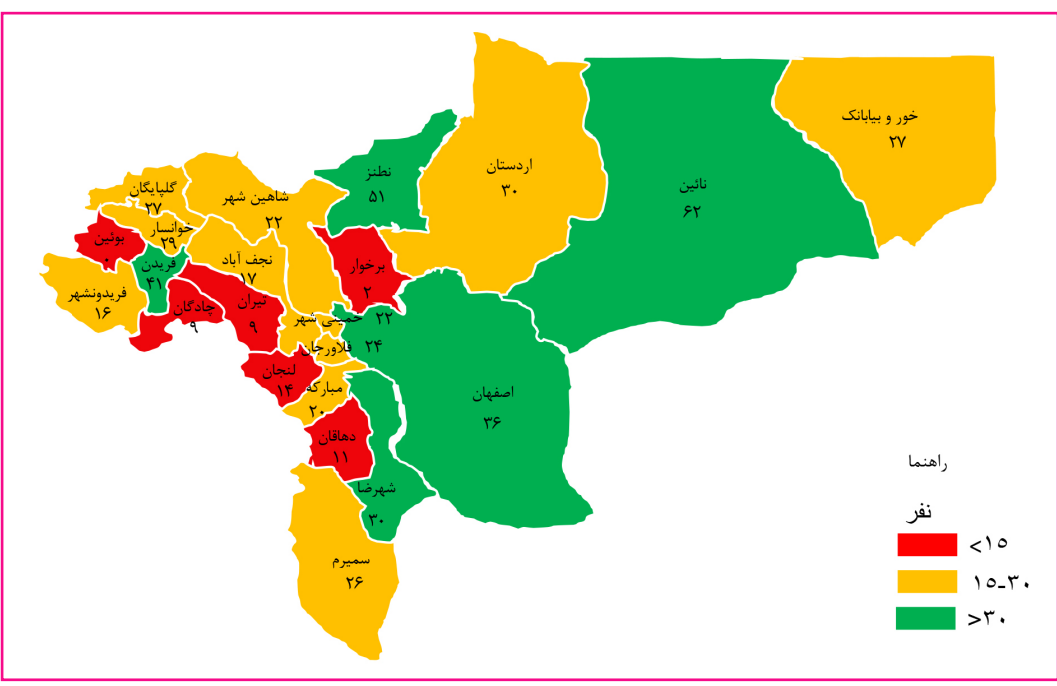 خور و بیابانک
۲۷
نائین
۶۲
اردستان
۳۰
نطنز
۵۱
شاهین شهر
۲۲
گلپایگان
۲۷
خوانسار
۲۹
بوئین
۰
فریدن
۴۱
فریدونشهر
۱۶
چادگان
۹
تیران
۹
نجف آباد
۱۷
برخوار
۲
خمینی شهر
۲۲
فلاورجان
۲۴
لنجان
۱۴
مبارکه
۲۰
دهاقان
۱۱
شهرضا
۳۰
سمیرم
۲۶
اصفهان
۳۶
راهنما
نفر
<۱۵
۱۵-۳۰
>۳۰